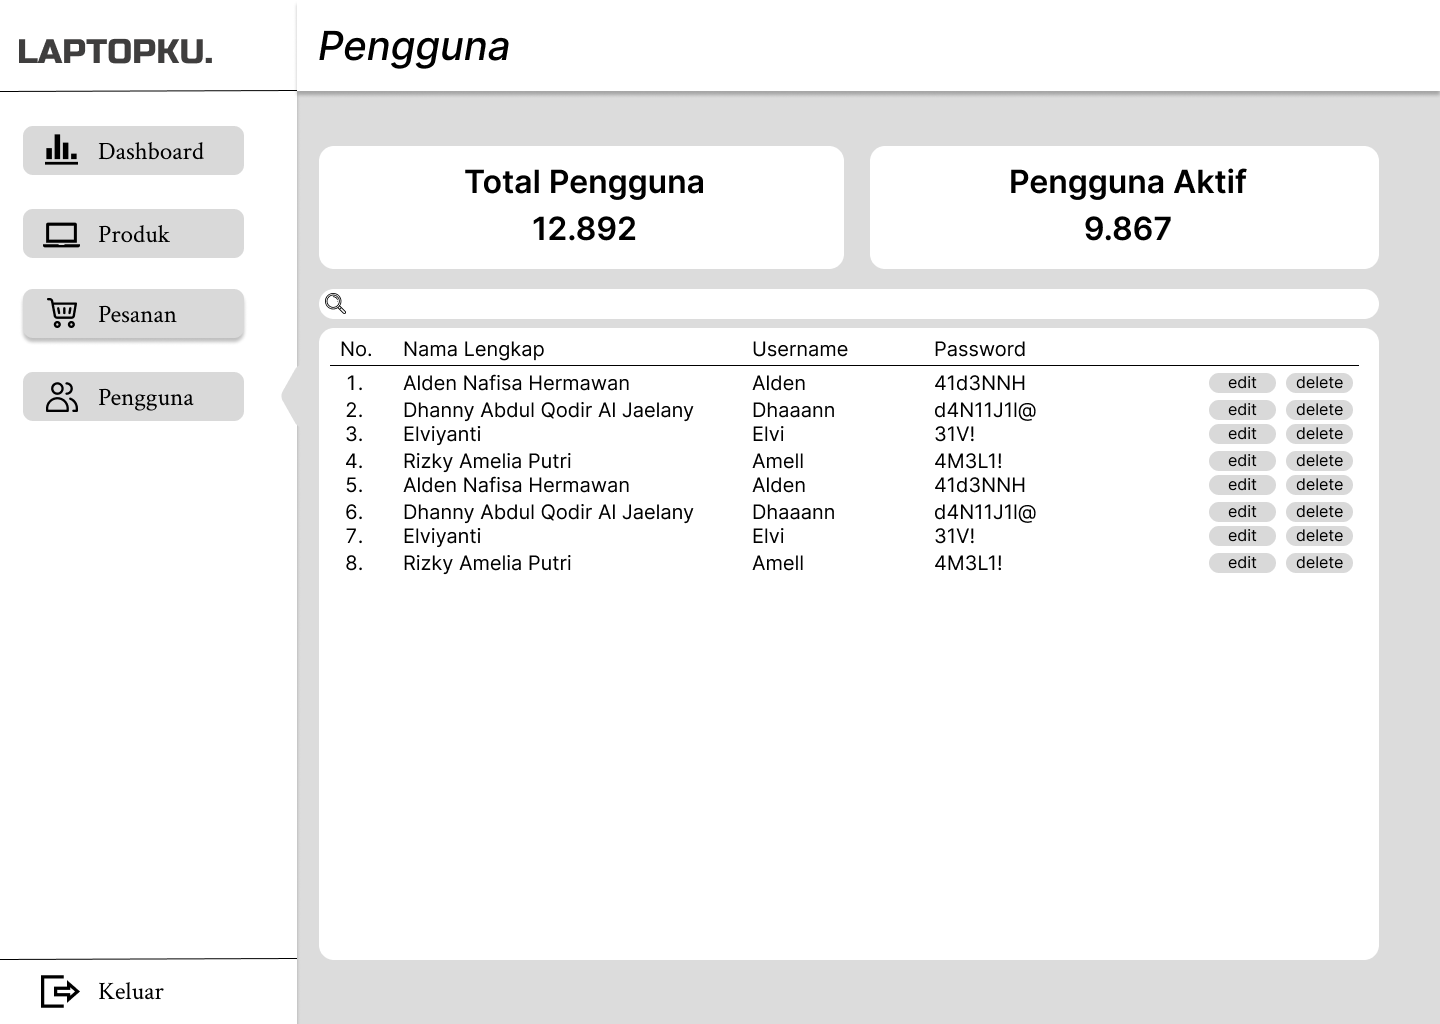 LAPTOPKU.
Pengguna
Dashboard
Produk
Pesanan
Pengguna
Keluar
Total Pengguna
12.892
Pengguna Aktif
9.867
No. Nama Lengkap Username Password
1. Alden Nafisa Hermawan Alden 41d3NNH edit delete
2. Dhanny Abdul Qodir Al Jaelany Dhaaann d4N11J1l@ edit delete
3. Elviyanti Elvi 31V! edit delete
4. Rizky Amelia Putri Amell 4M3L1! edit delete
5. Alden Nafisa Hermawan Alden 41d3NNH edit delete
6. Dhanny Abdul Qodir Al Jaelany Dhaaann d4N11J1l@ edit delete
7. Elviyanti Elvi 31V! edit delete
8. Rizky Amelia Putri Amell 4M3L1! edit delete